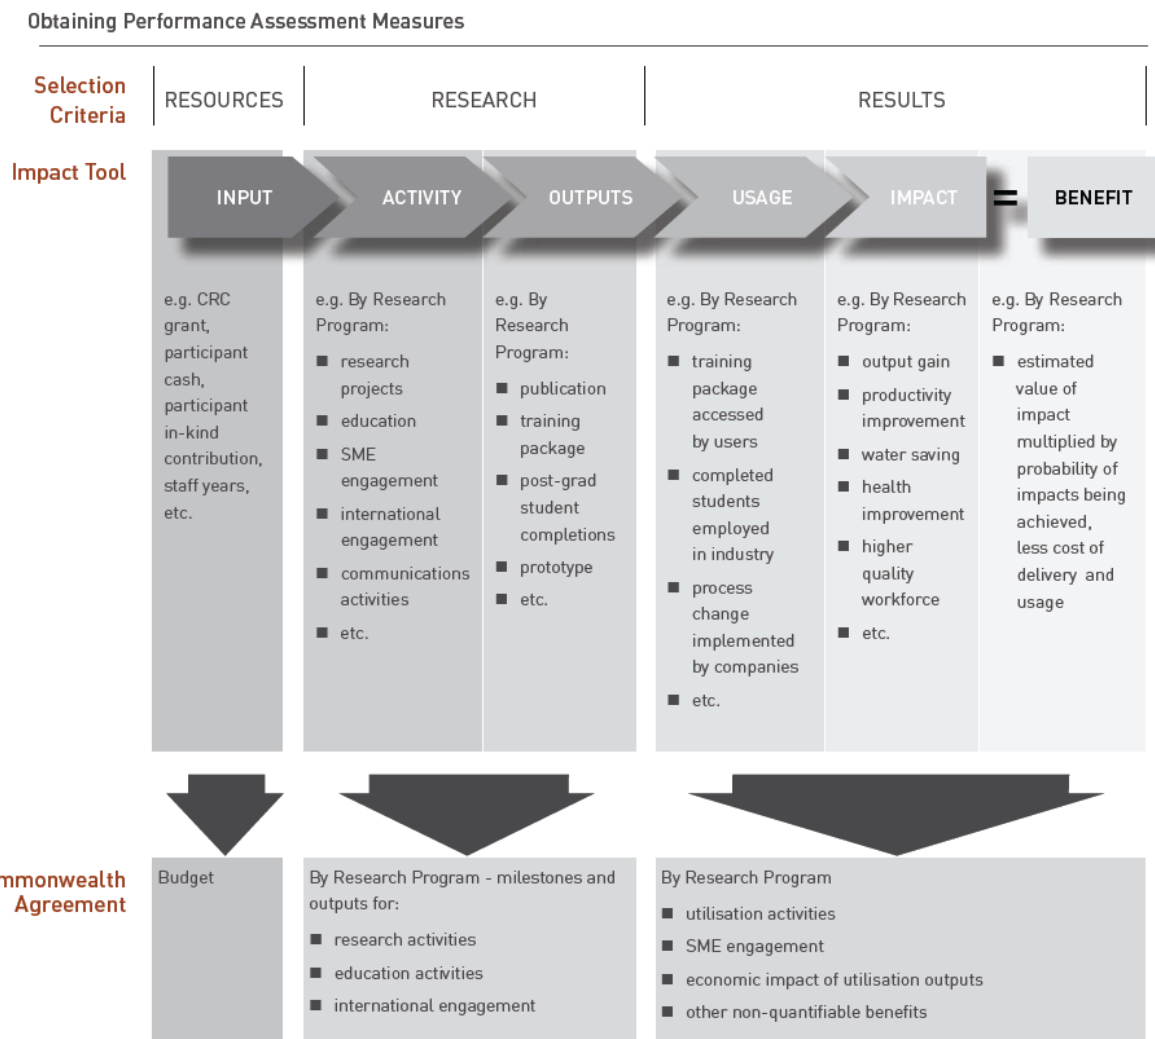 Obtaining Performance Assessment Measures
Selection
Criteria
RESOURCES
RESEARCH
RESULTS
Impact Tool
INPUT
ACTIVITY
OUTPUTS
USAGE
IMPACT
=
BENEFIT
e.g. CRC
grant,
participant
cash,
participant
in-kind
contribution,
staff years,
etc.
e.g. By Research
Program:
■ research
projects
■ education
■ SME
engagement
■ international
engagement
■ communications
activities
■ etc.
e.g. By
Research
Program:
■ publication
■ training
package
■ post-grad
student
completions
■ prototype
■ etc.
e.g. By Research
Program:
■ training
package
accessed
by users
■ completed
students
employed
in industry
■ process
change
implemented
by companies
■ etc.
e.g. By Research
Program:
■ output gain
■ productivity
improvement
■ water saving
■ health
improvement
■ higher
quality
workforce
■ etc.
e.g. By Research
Program:
■ estimated
value of
impact
multiplied by
probability of
impacts being
achieved,
less cost of
delivery and
usage
mmonwealth
Agreement
Budget
By Research Program - milestones and
outputs for:
■ research activities
■ education activities
■ international engagement
By Research Program
■ utilisation activities
■ SME engagement
■ economic impact of utilisation outputs
■ other non-quantifiable benefits